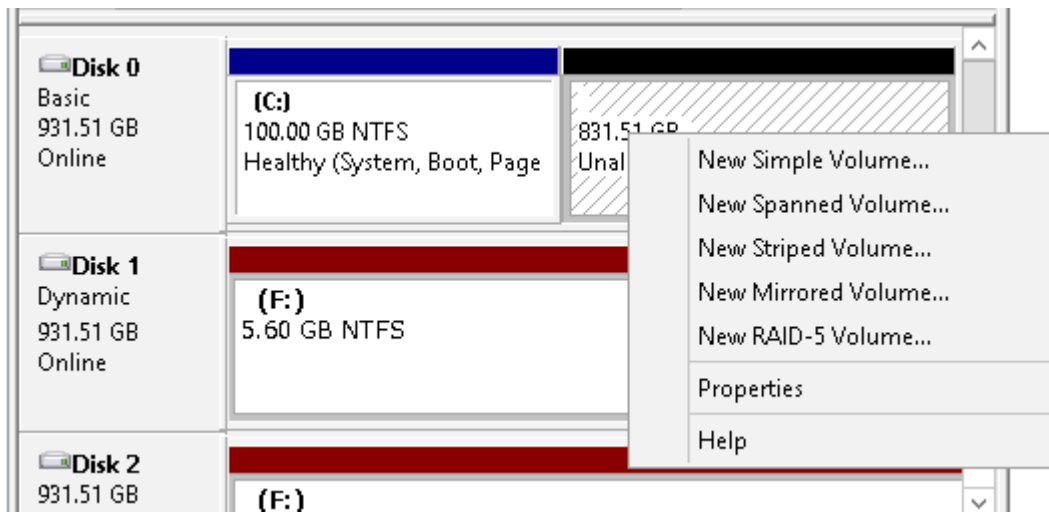 Disk 0
Basic
931.51 GB
Online
(C:)
100.00 GB NTFS
Healthy (System, Boot, Page
831.51 GB
Unal
New Simple Volume...
New Spanned Volume...
New Striped Volume...
New Mirrored Volume...
New RAID-5 Volume...
Properties
Help
Disk 1
Dynamic
931.51 GB
Online
(F:)
5.60 GB NTFS
Disk 2
931.51 GB
(F:)